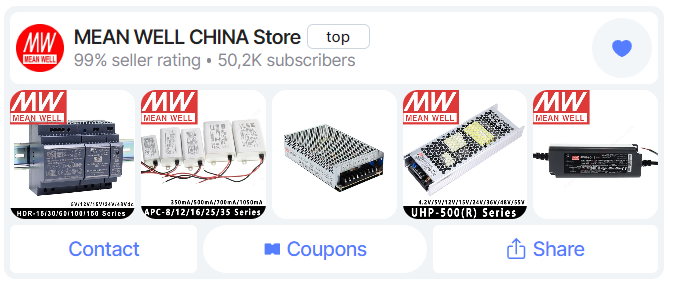 MW
MEAN WELL
MEAN WELL CHINA Store
top
99% seller rating • 50,2K subscribers
MW
MEAN WELL
5V/12V/15V/24V/48Vdc
HDR-15/30/60/100/150 Series
MW
MEAN WELL
350mA/500mA/700mA/1050mA
APC-8/12/16/25/35 Series
MW
MEAN WELL
4.2V/5V/12V/15V/24V/36V/48V/55V
UHP-500(R) Series
MW
MEAN WELL
Contact
Coupons
Share